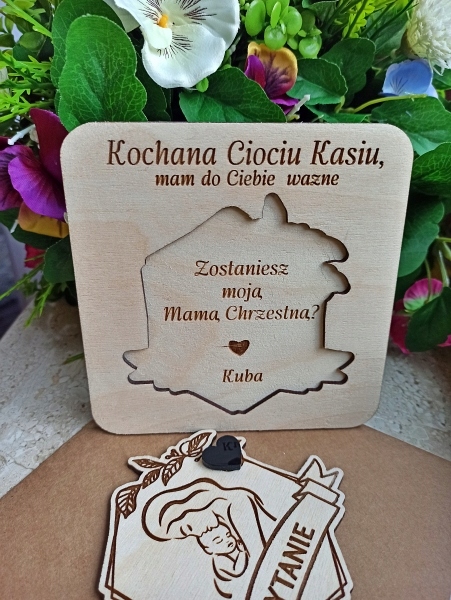 Kochana Ciociu Kasiu,
mam do Ciebie wazne
Zostaniesz
moją
Mamą Chrzestną?
Kuba
YTANIE